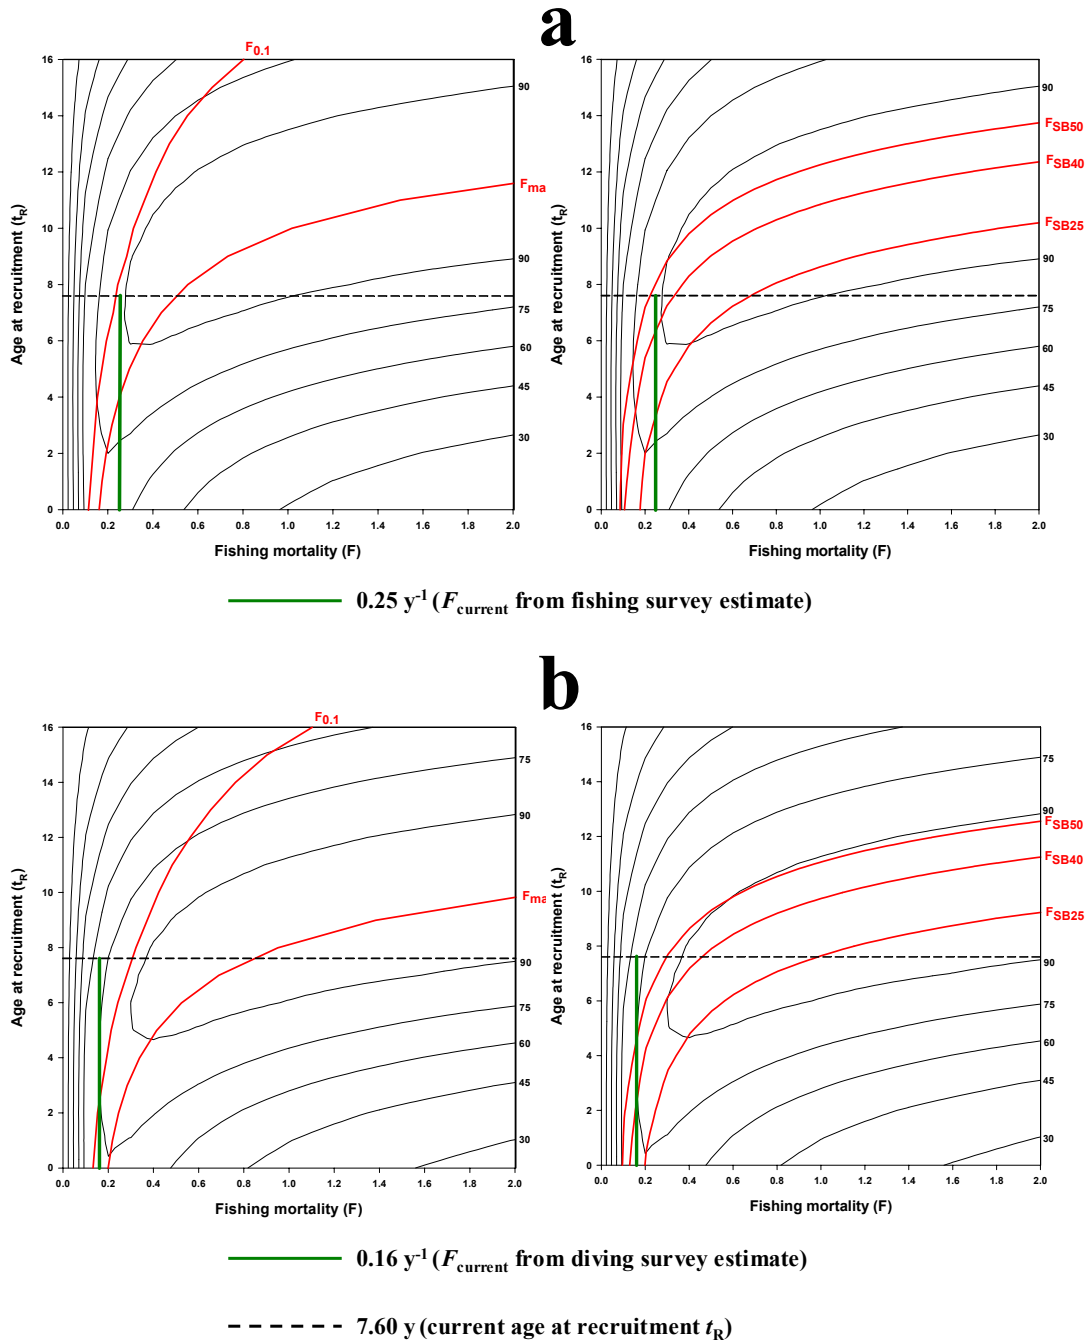 a
F0.1
16
14
12
10
8
6
4
2
0
Age at recruitment (tR)
90
Fma
90
75
60
45
30
0.0 0.2 0.4 0.6 0.8 1.0 1.2 1.4 1.6 1.8 2.0
Fishing mortality (F)
16
14
12
10
8
6
4
2
0
Age at recruitment (tR)
90
FSB50
FSB40
FSB25
90
75
60
45
30
0.0 0.2 0.4 0.6 0.8 1.0 1.2 1.4 1.6 1.8 2.0
Fishing mortality (F)
0.25 y-1 (Fcurrent from fishing survey estimate)
b
F0.1
16
14
12
10
8
6
4
2
0
Age at recruitment (tR)
75
90
Fma
90
75
60
45
30
0.0 0.2 0.4 0.6 0.8 1.0 1.2 1.4 1.6 1.8 2.0
Fishing mortality (F)
16
14
12
10
8
6
4
2
0
Age at recruitment (tR)
75
90
FSB50
FSB40
FSB25
90
75
60
45
30
0.0 0.2 0.4 0.6 0.8 1.0 1.2 1.4 1.6 1.8 2.0
Fishing mortality (F)
0.16 y-1 (Fcurrent from diving survey estimate)
7.60 y (current age at recruitment tR)